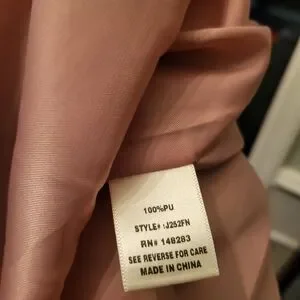 100%PU
STYLE# :J252FN
RN# 148283
SEE REVERSE FOR CARE
MADE IN CHINA